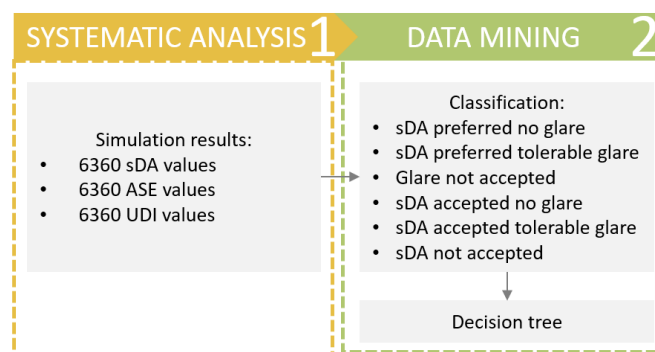 SYSTEMATIC ANALYSIS 1
DATA MINING 2
Simulation results:
• 6360 sDA values
• 6360 ASE values
• 6360 UDI values
Classification:
• sDA preferred no glare
• sDA preferred tolerable glare
• Glare not accepted
• sDA accepted no glare
• sDA accepted tolerable glare
• sDA not accepted
Decision tree